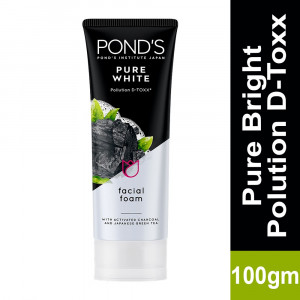 POND'S
POND'S INSTITUTE JAPAN
PURE WHITE
Polution D-TOXX
facial
foam
WITH ACTIVATED CHARCOAL
AND JAPANESE GREEN TEA
Pure Bright
Polution D-Toxx
100gm